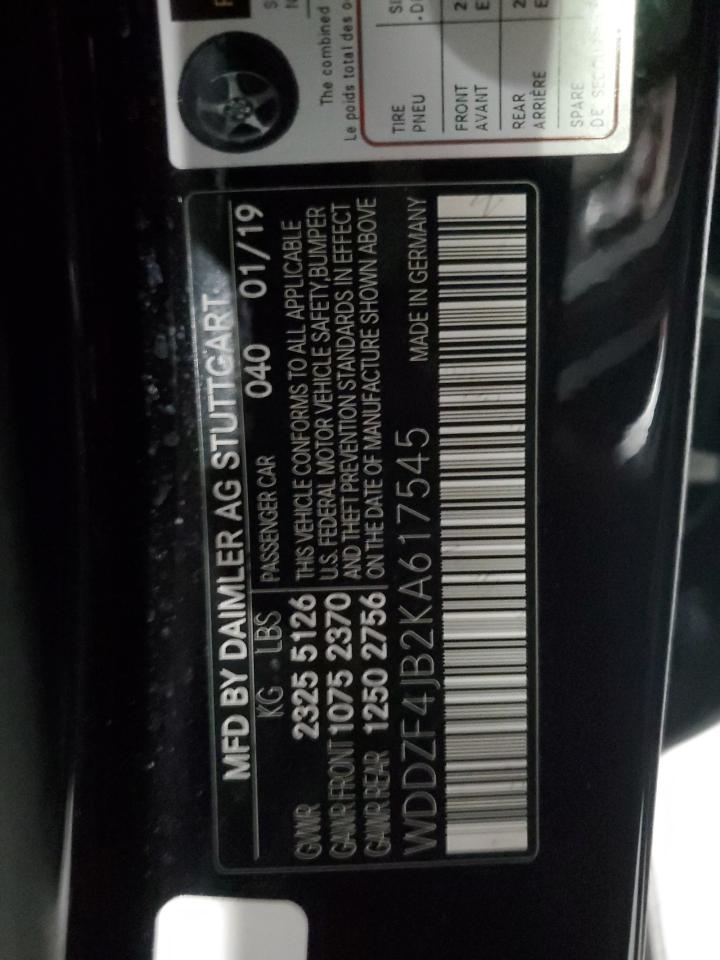 The combined
Le poids total des o
TIRE
PNEU
FRONT
AVANT
REAR
ARRIÈRE
SPARE
DE SECOURS
MFD BY DAIMLER AG STUTTGART
KG LBS
PASSENGER CAR 040 01/19
GVWR 2325 5126
GAWR FRONT 1075 2370
GAWR REAR 1250 2756
THIS VEHICLE CONFORMS TO ALL APPLICABLE
U.S. FEDERAL MOTOR VEHICLE SAFETY,BUMPER
AND THEFT PREVENTION STANDARDS IN EFFECT
ON THE DATE OF MANUFACTURE SHOWN ABOVE
WDDZF4JB2KA617545 MADE IN GERMANY